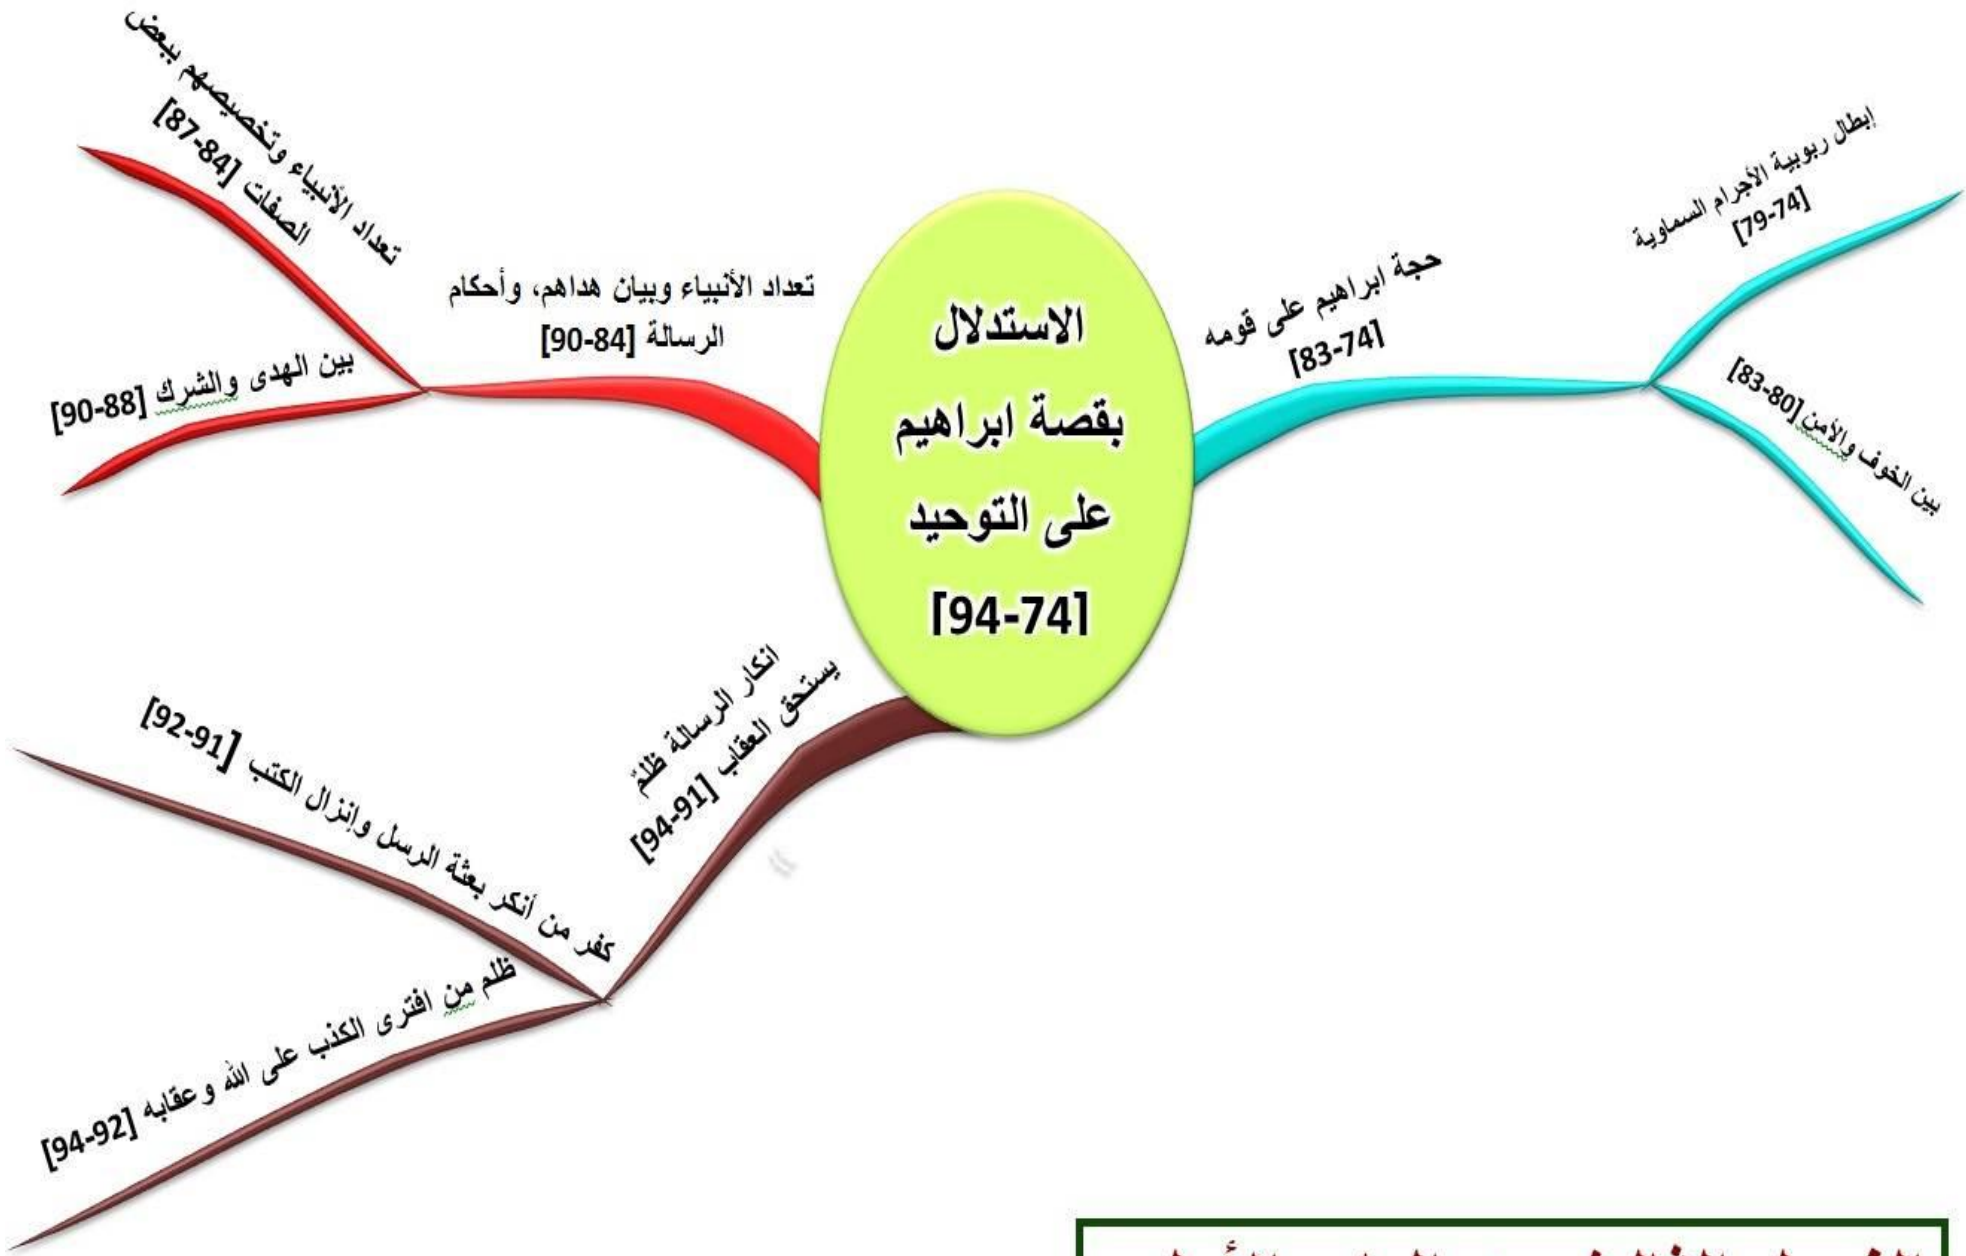 الاستدلال
بقصة ابراهيم
على التوحيد
[94-74]
حجة ابراهيم على قومه
[83-74]
إبطال ربوبية الأجرام السماوية
[79-74]
بين الخوف والأمن [83-80]
تعداد الأنبياء وبيان هداهم، وأحكام
الرسالة [90-84]
تعداد الأنبياء وتخصيصهم ببعض
الصفات [87-84]
بين الهدى والشرك [90-88]
انكار الرسالة ظلمٌ
يستحق العقاب [94-91]
كفر من أنكر بعثة الرسل وإنزال الكتب [92-91]
ظلم من افترى الكذب على الله وعقابه [94-92]